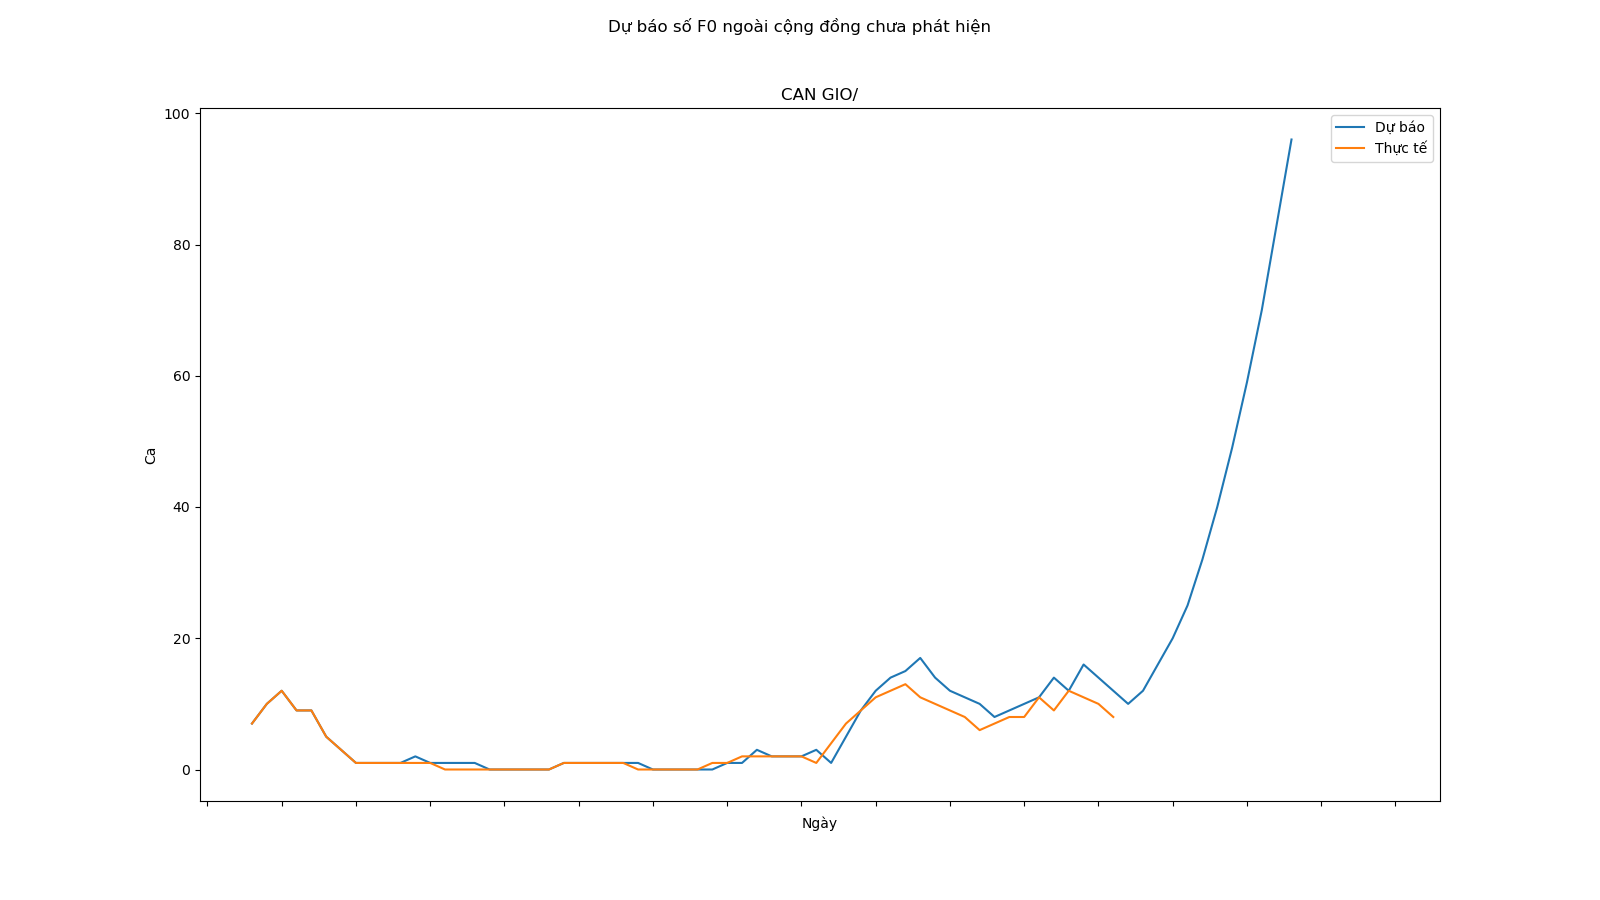 Dự báo số F0 ngoài cộng đồng chưa phát hiện
CAN GIO/
100
80
60
40
20
0
Ca
Ngày
Dự báo
Thực tế